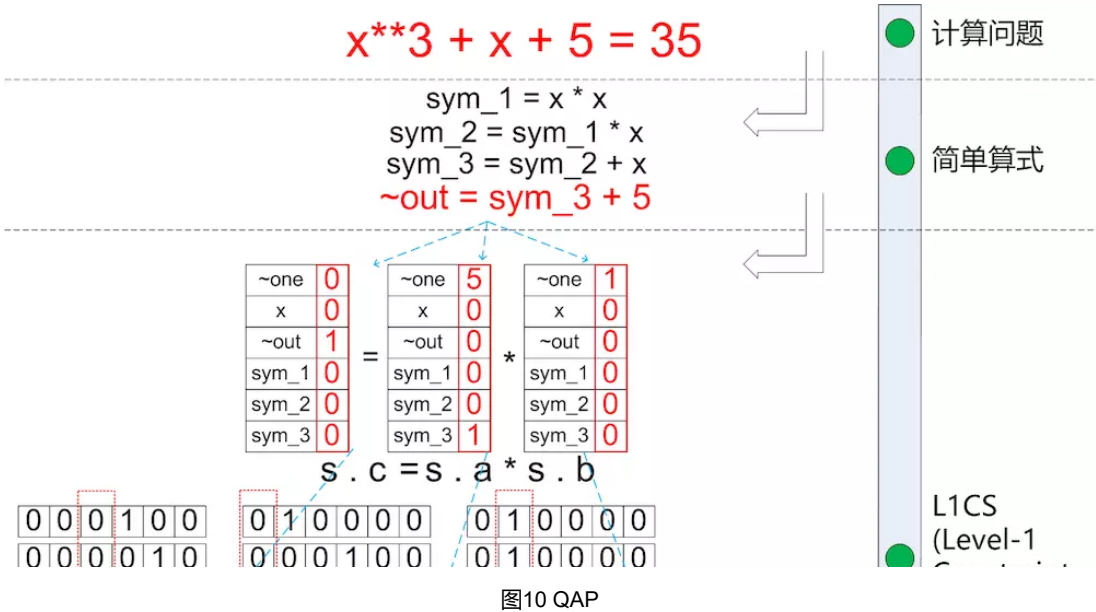 x**3 + x + 5 = 35
计算问题
sym_1 = x * x
sym_2 = sym_1 * x
sym_3 = sym_2 + x
~out = sym_3 + 5
简单算式
~one 0 ~one 5 ~one 1
x 0 x 0 x 0
~out 1 ~out 0 ~out 0
= *
sym_1 0 sym_1 0 sym_1 0
sym_2 0 sym_2 0 sym_2 0
sym_3 0 sym_3 1 sym_3 0
s . c = s . a * s . b
0 0 0 1 0 0 0 1 0 0 0 0 0 1 0 0 0 0
0 0 0 0 1 0 0 0 0 1 0 0 0 1 0 0 0 0
L1CS
(Level-1
图10 QAP